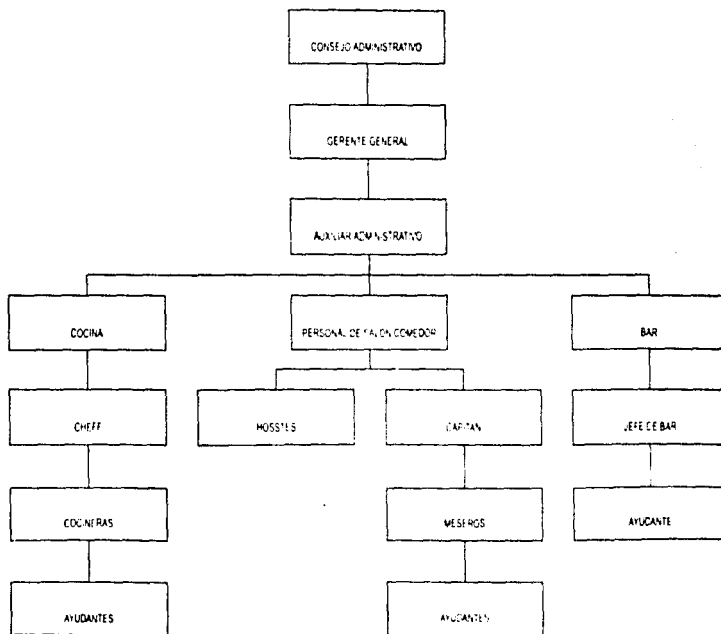 CONSEJO ADMINISTRATIVO
GERENTE GENERAL
AUXILIAR ADMINISTRATIVO
COCINA
PERSONAL DE SALON COMEDOR
BAR
CHEFF
HOSSTES
CAPITAN
JEFE DE BAR
COCINERAS
MESEROS
AYUDANTE
AYUDANTES
AYUDANTES